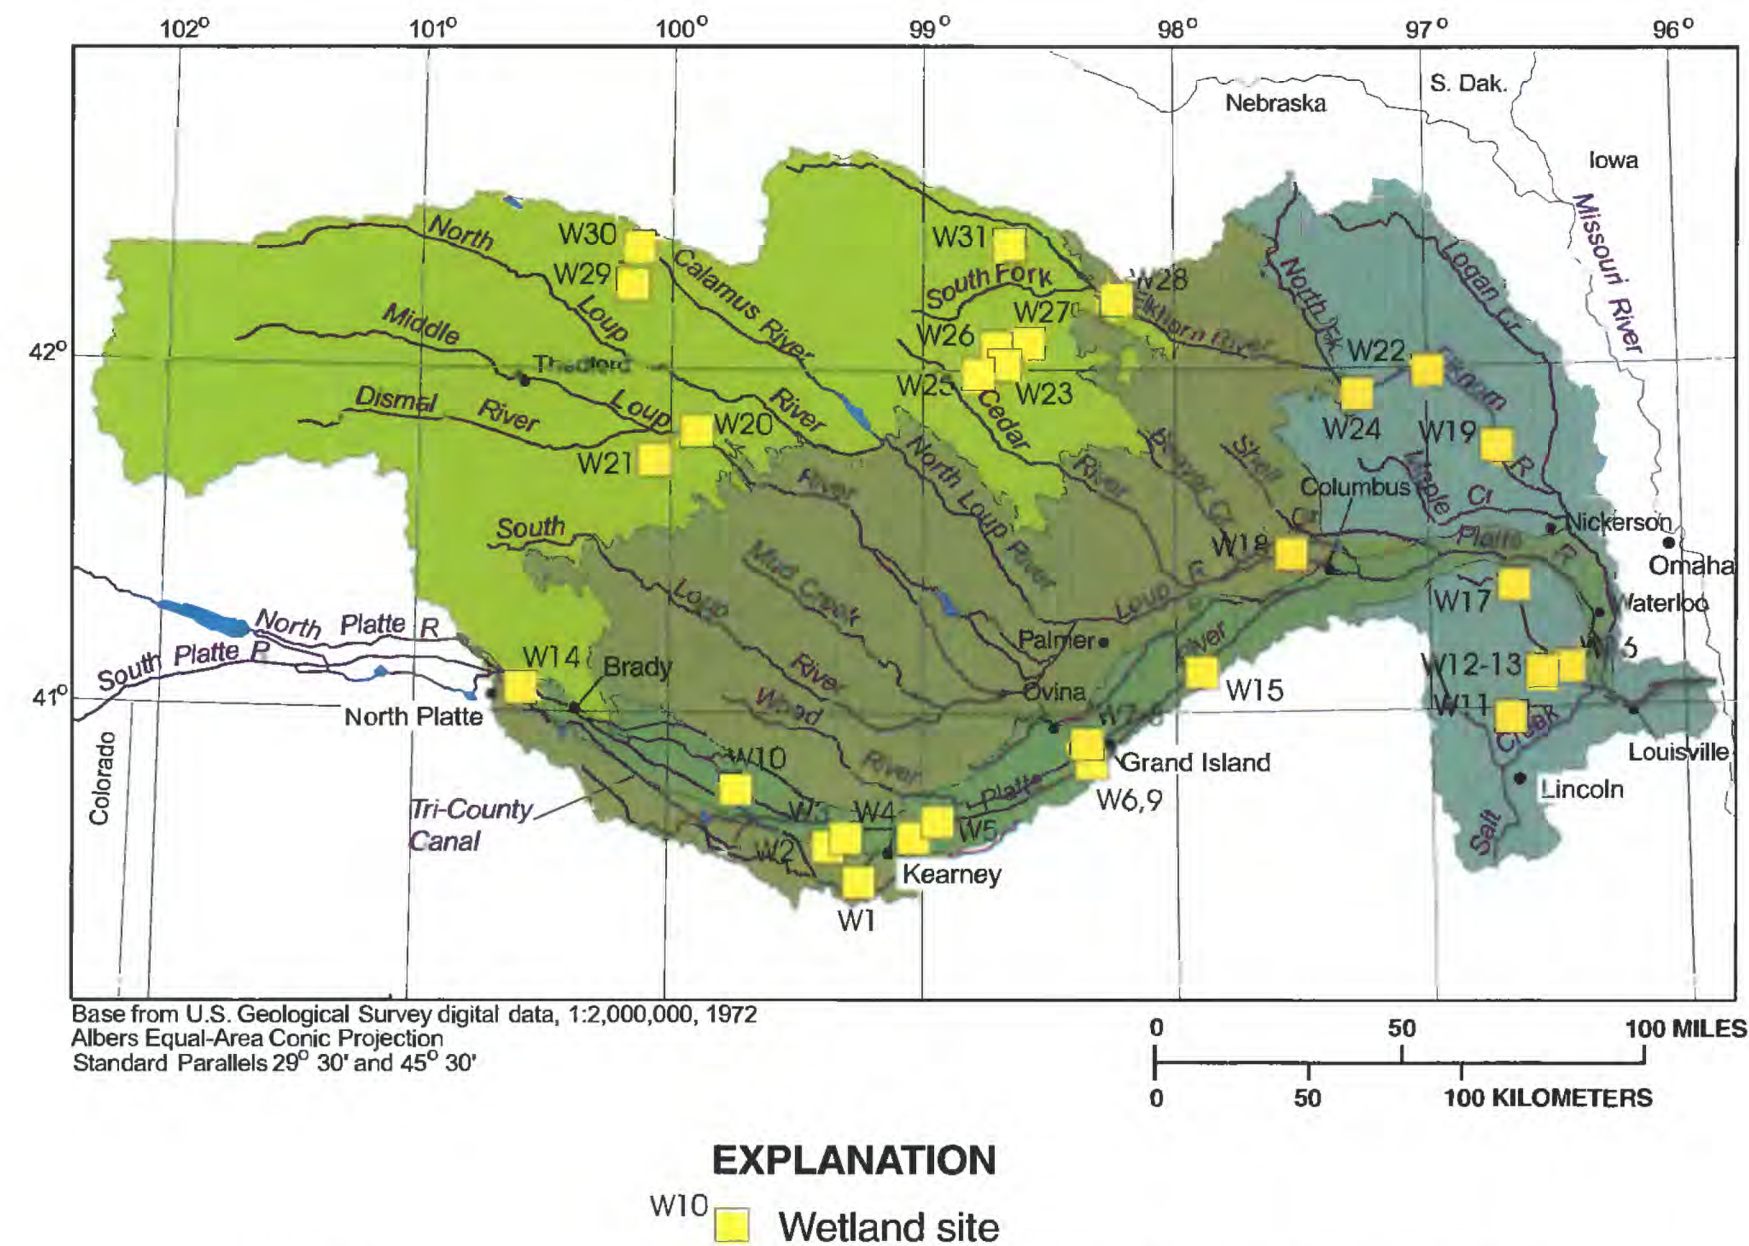 102° 101° 100° 99° 98° 97° 96°
S. Dak.
Nebraska
Iowa
Missouri River
W30
North
W31
Calamus River
Logan Cr
W29
South Fork
W28
North Fk
Loup
W27
Elkhorn River
Middle
W26
42°
Thedford
W22
Elkhorn
W25
W23
Dismal River
Loup
River
Cedar
W20
W24
W19
R
W21
North Loup River
Beaver Cr
Shell
Cr
River
River
Columbus
Maple
Cr
Nickerson
South
W18
Platte
R
Omaha
Mud Creek
Loup R
Loup
W17
Waterloo
North Platte R
Palmer
River
South Platte R
W14
Brady
River
W12-13
41°
Ovina
W15
North Platte
Wood
W11
Creek
Louisville
W10
River
Grand Island
Colorado
Platte
W6,9
Lincoln
Tri-County
Canal
W4
W5
W2
Salt
Kearney
W1
Base from U.S. Geological Survey digital data, 1:2,000,000, 1972
Albers Equal-Area Conic Projection
Standard Parallels 29° 30' and 45° 30'
0 50 100 MILES
0 50 100 KILOMETERS
EXPLANATION
W10
Wetland site